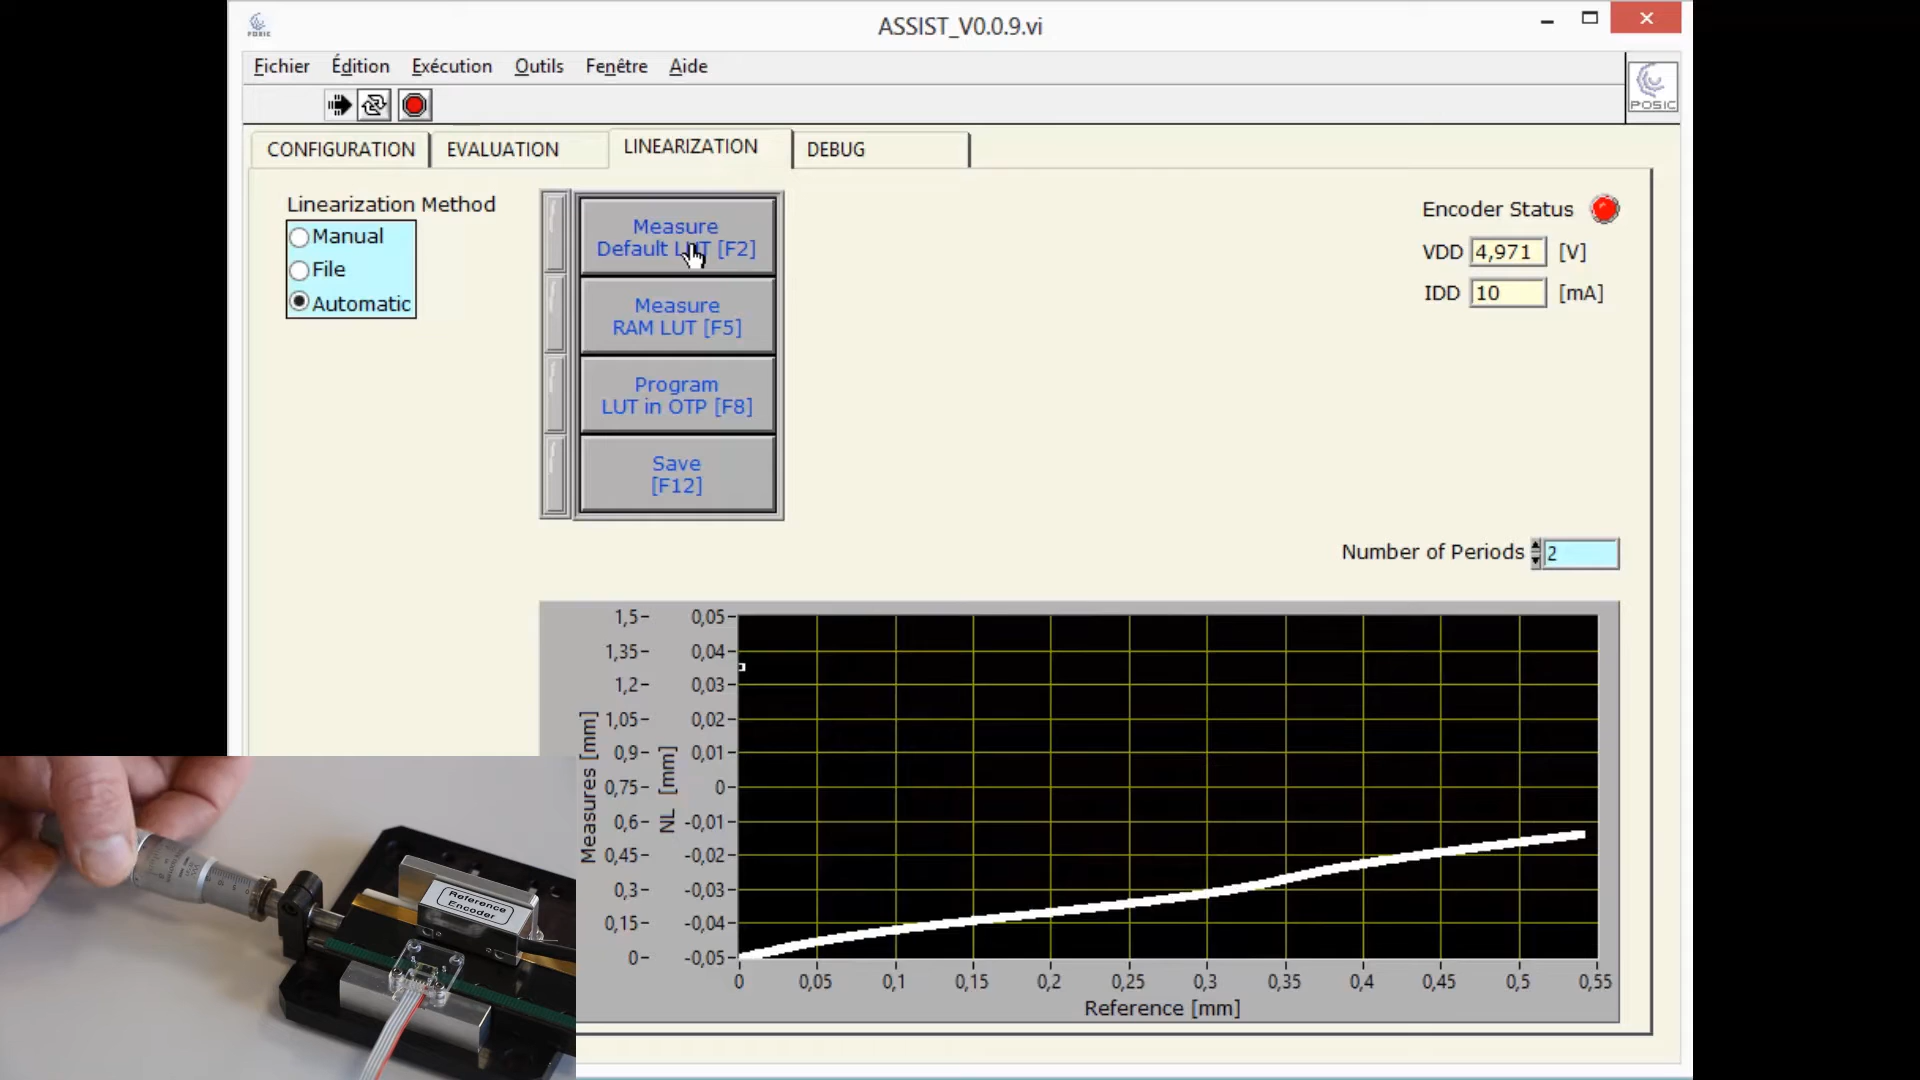 POSIC
ASSIST_V0.0.9.vi
Fichier Édition Exécution Outils Fenêtre Aide
POSIC
CONFIGURATION EVALUATION LINEARIZATION DEBUG
Linearization Method
Manual
File
Automatic
Measure
Default LUT [F2]
Measure
RAM LUT [F5]
Program
LUT in OTP [F8]
Save
[F12]
Encoder Status
VDD 4,971 [V]
IDD 10 [mA]
Number of Periods 2
Measures [mm]
1,5
1,35
1,2
1,05
0,9
0,75
0,6
0,45
0,3
0,15
0
NL [mm]
0,05
0,04
0,03
0,02
0,01
0
-0,01
-0,02
-0,03
-0,04
-0,05
0 0,05 0,1 0,15 0,2 0,25 0,3 0,35 0,4 0,45 0,5 0,55
Reference [mm]
Reference
Encoder